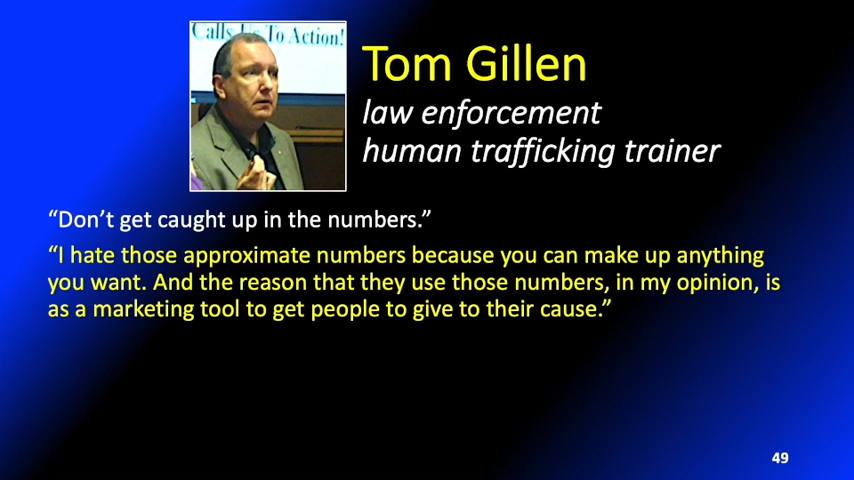 Calls Us To Action!
Tom Gillen
law enforcement
human trafficking trainer
“Don’t get caught up in the numbers.”
“I hate those approximate numbers because you can make up anything
you want. And the reason that they use those numbers, in my opinion, is
as a marketing tool to get people to give to their cause.”
49